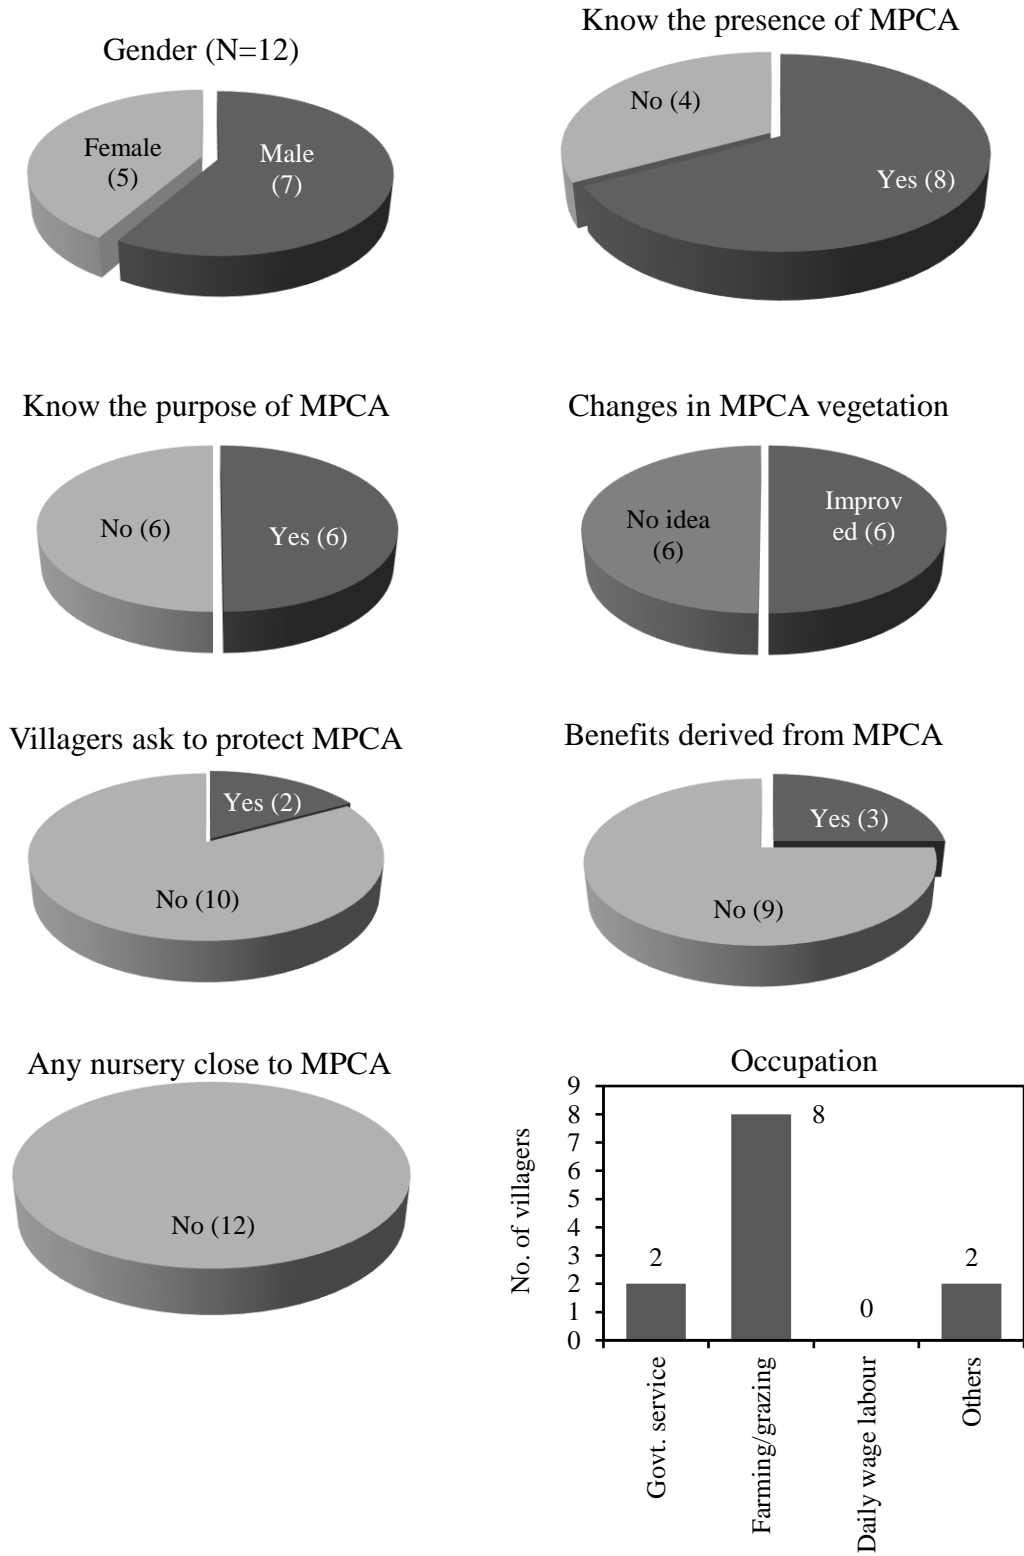 Gender (N=12)
Female
(5)
Male
(7)
Know the presence of MPCA
No (4)
Yes (8)
Know the purpose of MPCA
No (6)
Yes (6)
Changes in MPCA vegetation
No idea
(6)
Improv
ed (6)
Villagers ask to protect MPCA
Yes (2)
No (10)
Benefits derived from MPCA
Yes (3)
No (9)
Any nursery close to MPCA
No (12)
Occupation
No. of villagers
9
8
7
6
5
4
3
2
1
0
2
8
0
2
Govt. service
Farming/grazing
Daily wage labour
Others